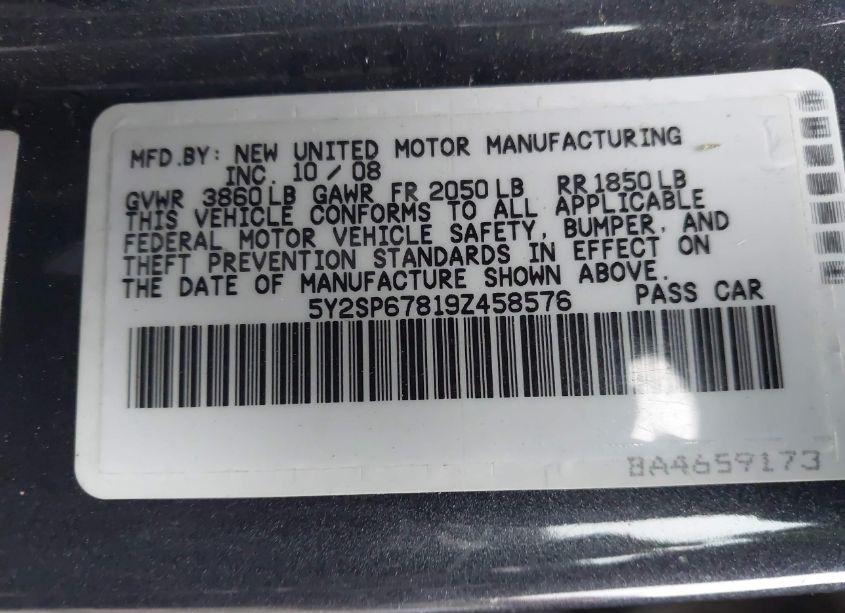 MFD.BY: NEW UNITED MOTOR MANUFACTURING
INC. 10 / 08
GVWR 3860 LB GAWR FR 2050 LB RR 1850 LB
THIS VEHICLE CONFORMS TO ALL APPLICABLE
FEDERAL MOTOR VEHICLE SAFETY, BUMPER, AND
THEFT PREVENTION STANDARDS IN EFFECT ON
THE DATE OF MANUFACTURE SHOWN ABOVE.
5Y2SP67819Z458576 PASS CAR
8A4659173